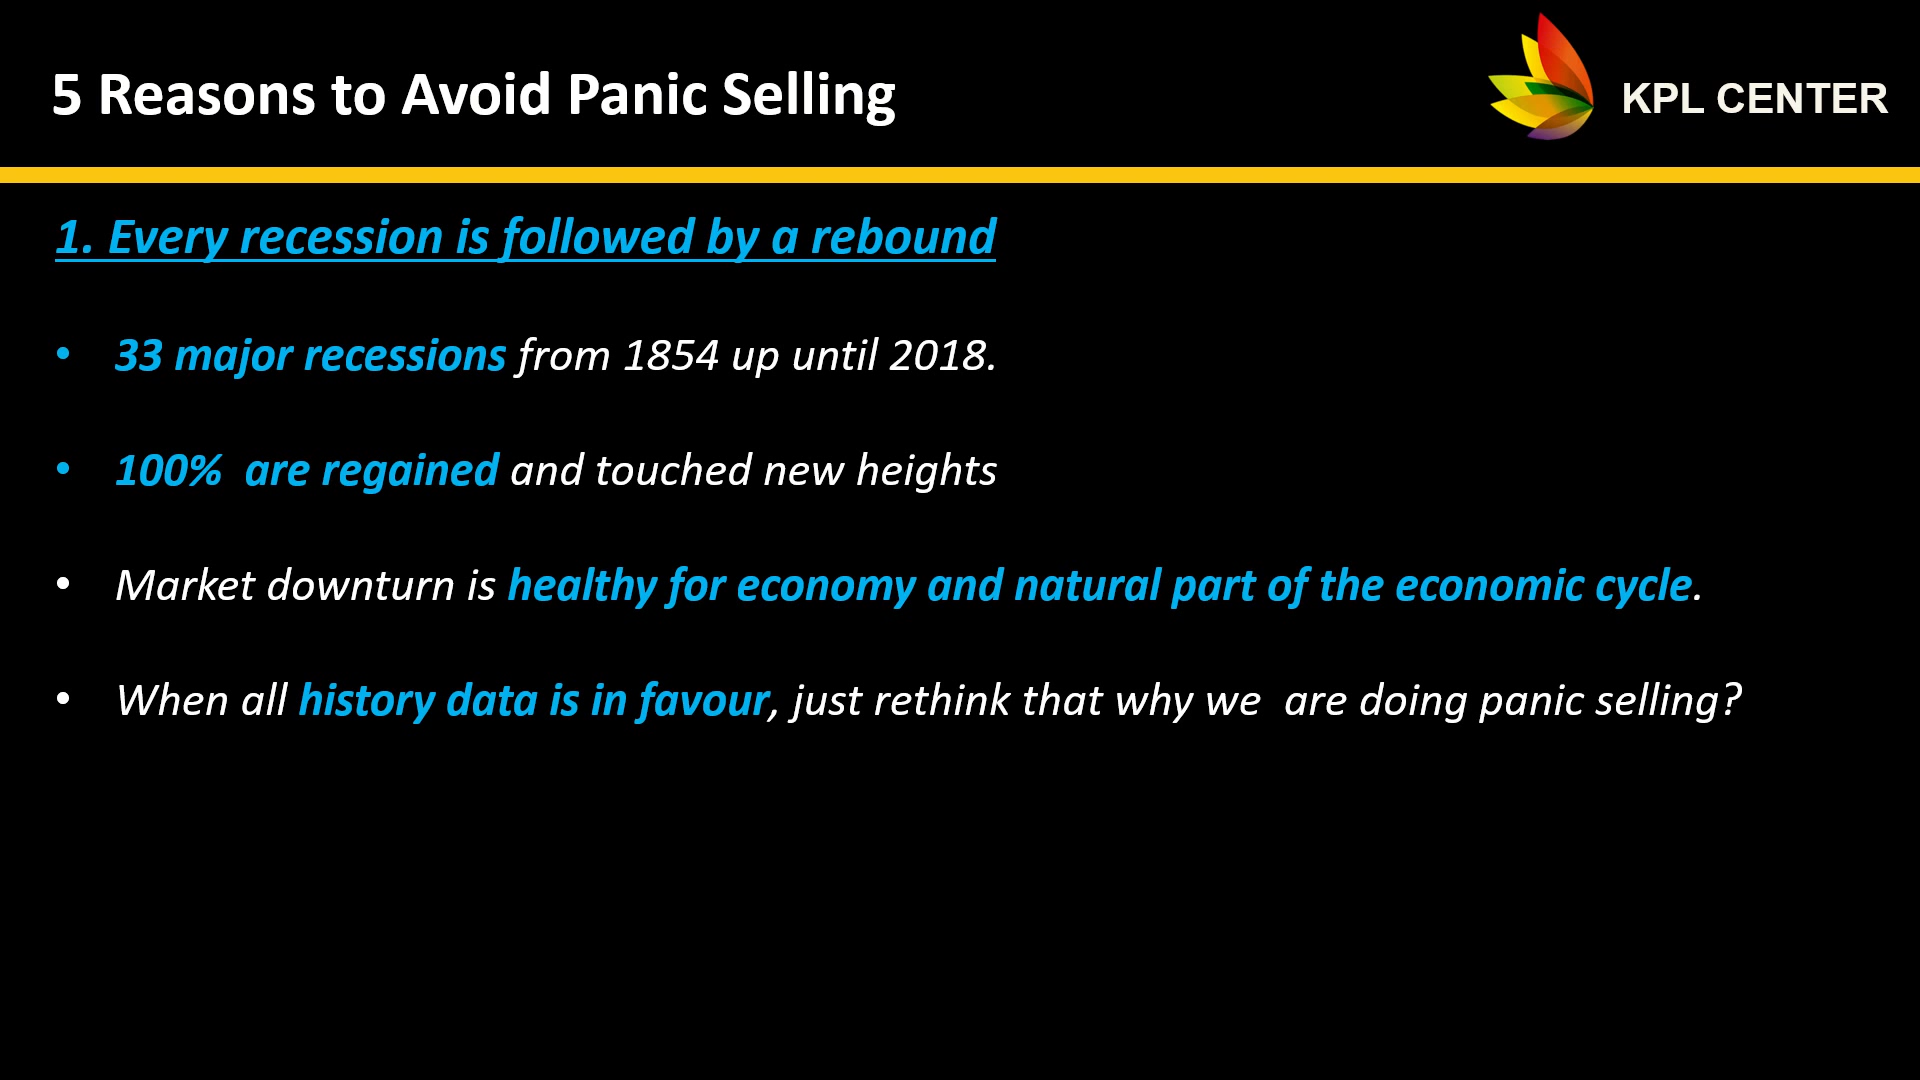 5 Reasons to Avoid Panic Selling
KPL CENTER
1. Every recession is followed by a rebound
• 33 major recessions from 1854 up until 2018.
• 100%  are regained and touched new heights
• Market downturn is healthy for economy and natural part of the economic cycle.
• When all history data is in favour, just rethink that why we  are doing panic selling?